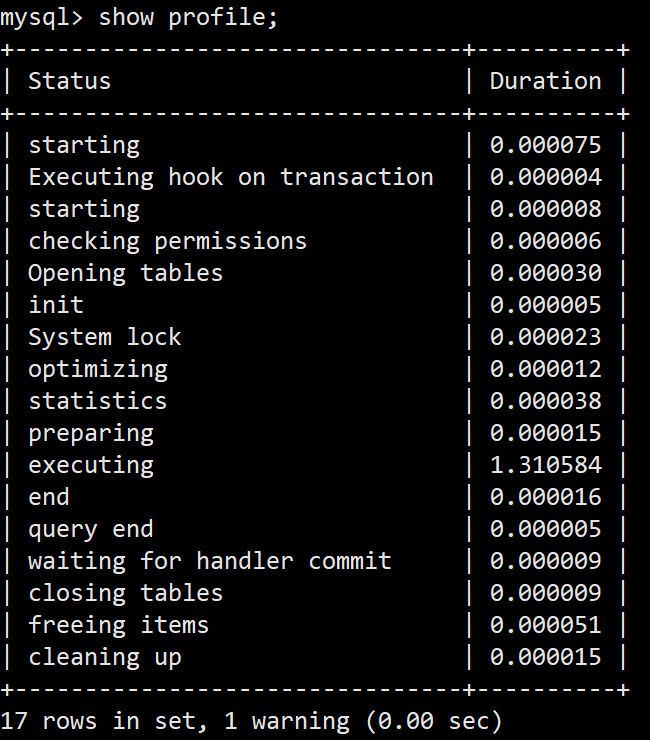 mysql> show profile;
+--------------------------------+----------+
| Status                         | Duration |
+--------------------------------+----------+
| starting                       | 0.000075 |
| Executing hook on transaction  | 0.000004 |
| starting                       | 0.000008 |
| checking permissions           | 0.000006 |
| Opening tables                 | 0.000030 |
| init                           | 0.000005 |
| System lock                    | 0.000023 |
| optimizing                     | 0.000012 |
| statistics                     | 0.000038 |
| preparing                      | 0.000015 |
| executing                      | 1.310584 |
| end                            | 0.000016 |
| query end                      | 0.000005 |
| waiting for handler commit     | 0.000009 |
| closing tables                 | 0.000009 |
| freeing items                  | 0.000051 |
| cleaning up                    | 0.000015 |
+--------------------------------+----------+
17 rows in set, 1 warning (0.00 sec)